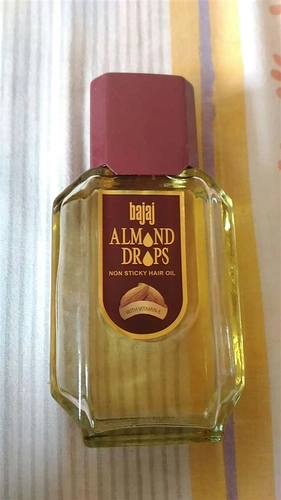 bajaj
ALMOND
DROPS
NON STICKY HAIR OIL
WITH VITAMIN E